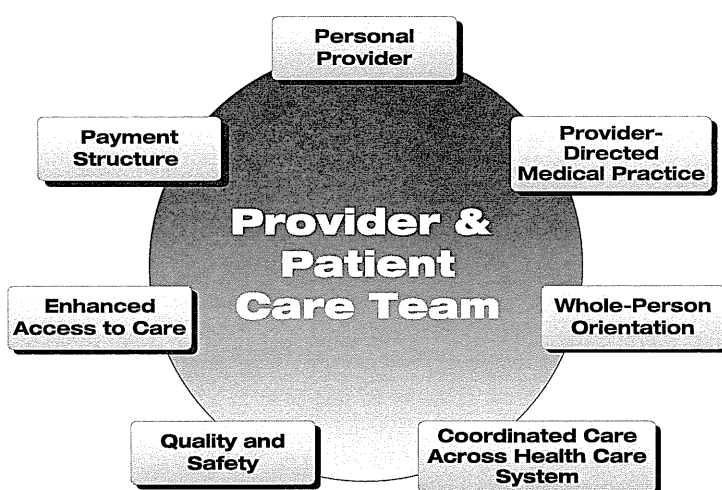 Personal
Provider
Payment
Structure
Provider-
Directed
Medical Practice
Provider &
Patient
Care Team
Enhanced
Access to Care
Whole-Person
Orientation
Quality and
Safety
Coordinated Care
Across Health Care
System